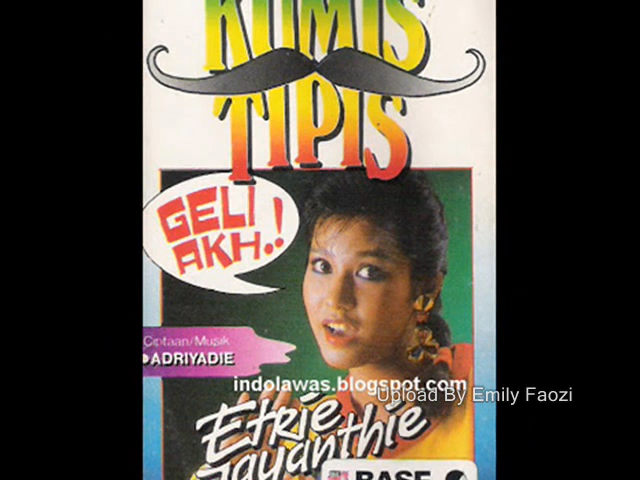 KUMIS
TIPIS
GELI
AKH..!
Ciptaan/Musik
ADRIYADIE
indolawas.blogspot.com
Upload By Emily Faozi
Etrie
Jayanthie
BASF